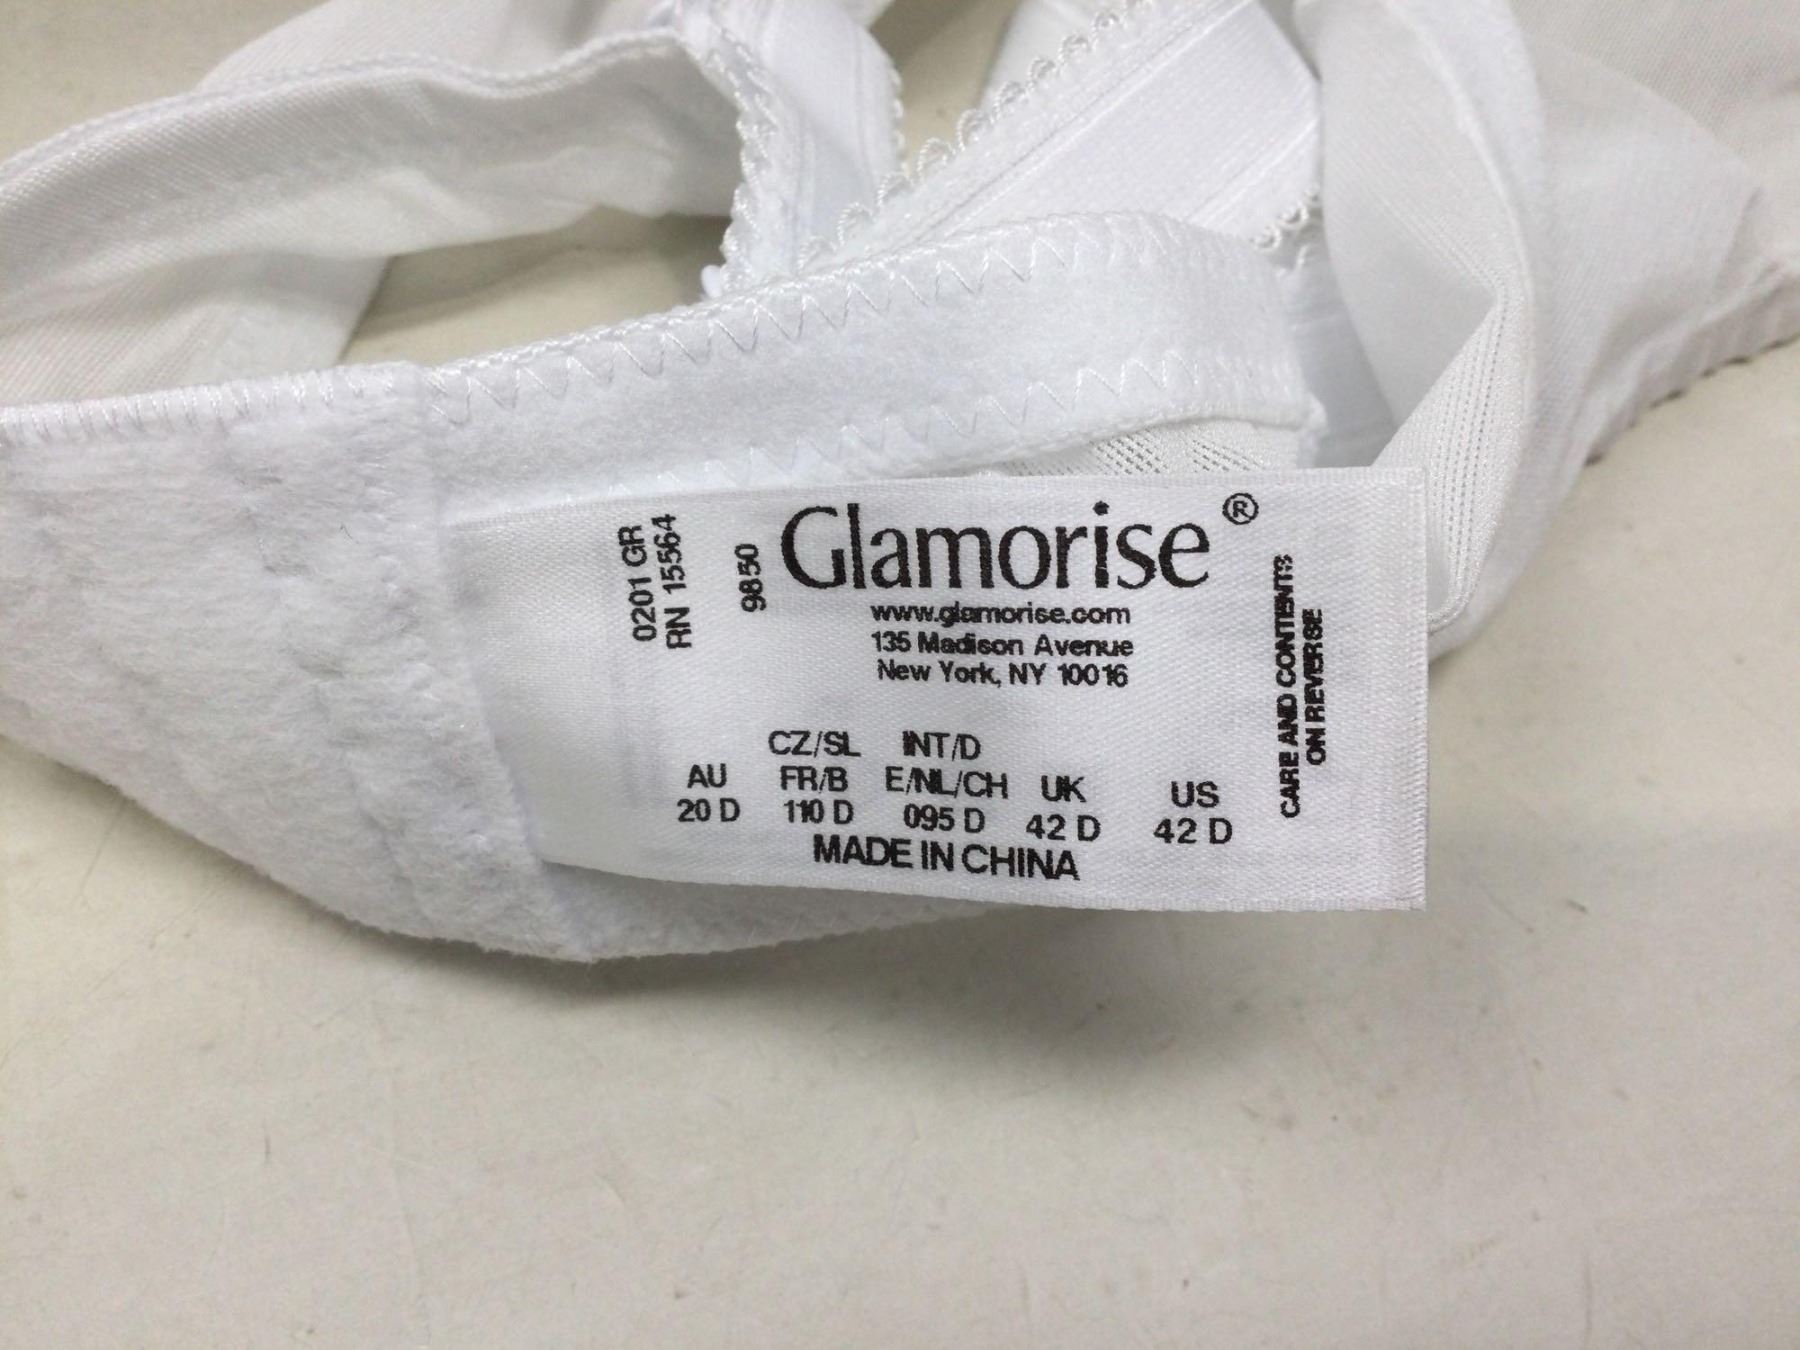 0201 GR
RN 15564
9850
Glamorise®
www.glamorise.com
135 Madison Avenue
New York, NY 10016
CZ/SL INT/D
AU FR/B E/NL/CH UK US
20 D 110 D 095 D 42 D 42 D
MADE IN CHINA
CARE AND CONTENTS
ON REVERSE